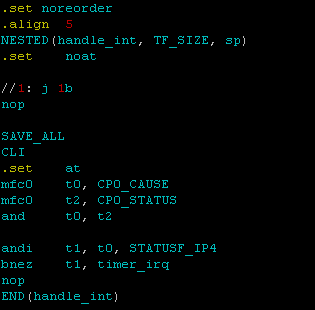 .set noreorder
.align 5
NESTED(handle_int, TF_SIZE, sp)
.set noat
//1: j 1b
nop
SAVE_ALL
CLI
.set at
mfc0 t0, CP0_CAUSE
mfc0 t2, CP0_STATUS
and t0, t2
andi t1, t0, STATUSF_IP4
bnez t1, timer_irq
nop
END(handle_int)